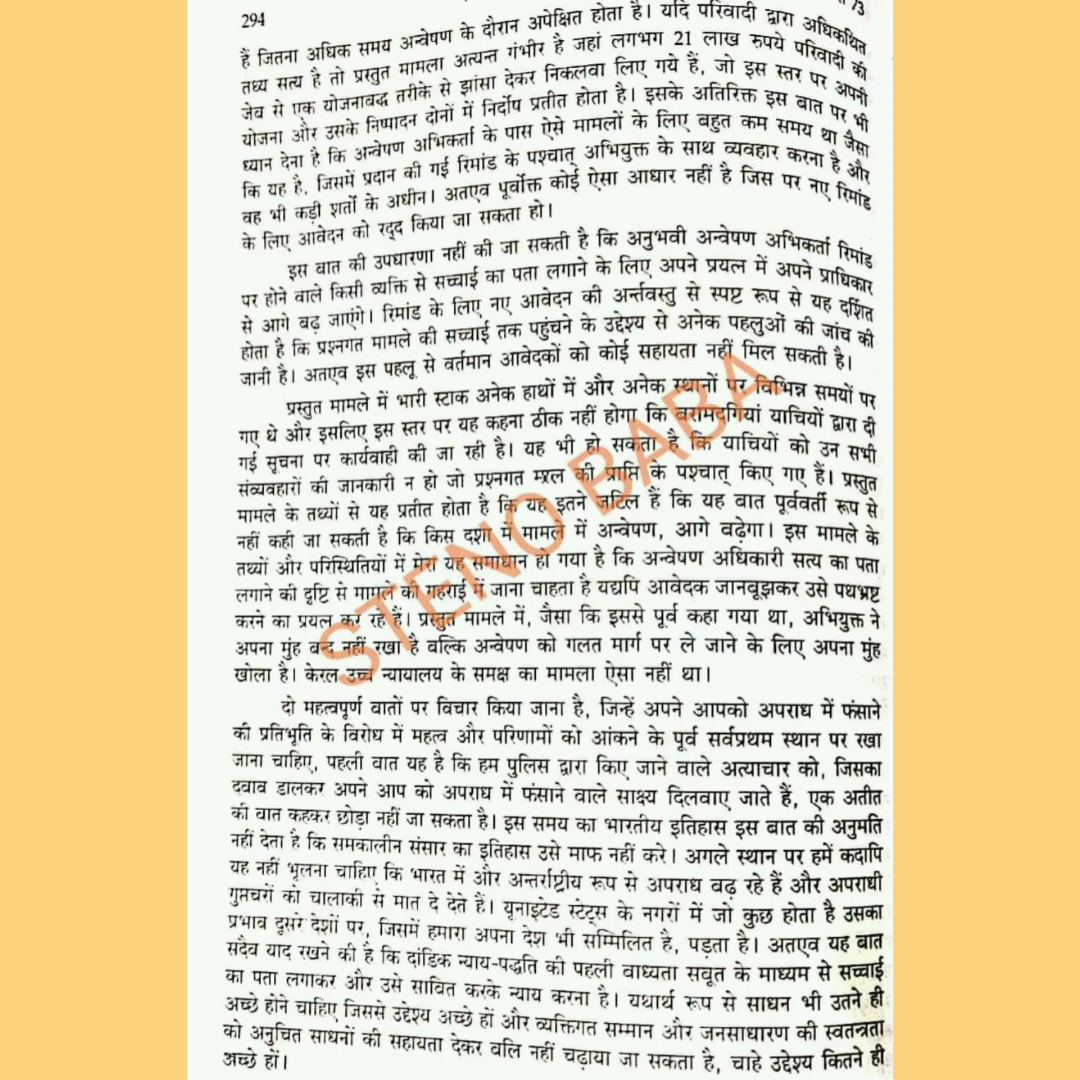 294
73
हैं जितना अधिक समय अन्वेषण के दौरान अपेक्षित होता है। यदि परिवादी द्वारा अधिकथित
तथ्य सत्य है तो प्रस्तुत मामला अत्यन्त गंभीर है जहां लगभग 21 लाख रुपये परिवादी की
जेब से एक योजनाबद्ध तरीके से झांसा देकर निकलवा लिए गये हैं, जो इस स्तर पर अपनी
योजना और उसके निष्पादन दोनों में निर्दोष प्रतीत होता है। इसके अतिरिक्त इस बात पर भी
ध्यान देना है कि अन्वेषण अभिकर्ता के पास ऐसे मामलों के लिए बहुत कम समय था जैसा
कि यह है, जिसमें प्रदान की गई रिमांड के पश्चात् अभियुक्त के साथ व्यवहार करना है और
वह भी कड़ी शर्तों के अधीन। अतएव पूर्वोक्त कोई ऐसा आधार नहीं है जिस पर नए रिमांड
के लिए आवेदन को रद्द किया जा सकता हो।
इस बात की उपधारणा नहीं की जा सकती है कि अनुभवी अन्वेषण अभिकर्ता रिमांड
पर होने वाले किसी व्यक्ति से सच्चाई का पता लगाने के लिए अपने प्रयत्न में अपने प्राधिकार
से आगे बढ़ जाएंगे। रिमांड के लिए नए आवेदन की अर्न्तवस्तु से स्पष्ट रूप से यह दर्शित
होता है कि प्रश्नगत मामले की सच्चाई तक पहुंचने के उद्देश्य से अनेक पहलुओं की जांच की
जानी है। अतएव इस पहलू से वर्तमान आवेदकों को कोई सहायता नहीं मिल सकती है।
प्रस्तुत मामले में भारी स्टाक अनेक हाथों में और अनेक स्थानों पर विभिन्न समयों पर
गए थे और इसलिए इस स्तर पर यह कहना ठीक नहीं होगा कि बरामदगियां याचियों द्वारा दी
गई सूचना पर कार्यवाही की जा रही है। यह भी हो सकता है कि याचियों को उन सभी
संव्यवहारों की जानकारी न हो जो प्रश्नगत की प्राप्ति के पश्चात् किए गए हैं। प्रस्तुत
मामले के तथ्यों से यह प्रतीत होता है कि यह इतने जटिल हैं कि यह बात पूर्ववर्ती रूप से
नहीं कही जा सकती है कि किस दशा में मामले में अन्वेषण, आगे बढ़ेगा। इस मामले के
तथ्यों और परिस्थितियों में मेरा यह समाधान हो गया है कि अन्वेषण अधिकारी सत्य का पता
लगाने की दृष्टि से मामले की गहराई में जाना चाहता है यद्यपि आवेदक जानबूझकर उसे पथभ्रष्ट
करने का प्रयत्न कर रहे हैं। प्रस्तुत मामले में, जैसा कि इससे पूर्व कहा गया था, अभियुक्त ने
अपना मुंह बन्द नहीं रखा है बल्कि अन्वेषण को गलत मार्ग पर ले जाने के लिए अपना मुंह
खोला है। केरल उच्च न्यायालय के समक्ष का मामला ऐसा नहीं था।
दो महत्वपूर्ण बातों पर विचार किया जाना है, जिन्हें अपने आपको अपराध में फंसाने
की प्रतिभूति के विरोध में महत्व और परिणामों को आंकने के पूर्व सर्वप्रथम स्थान पर रखा
जाना चाहिए, पहली बात यह है कि हम पुलिस द्वारा किए जाने वाले अत्याचार को, जिसका
दवाव डालकर अपने आप को अपराध में फंसाने वाले साक्ष्य दिलवाए जाते हैं, एक अतीत
की बात कहकर छोड़ा नहीं जा सकता है। इस समय का भारतीय इतिहास इस बात की अनुमति
नहीं देता है कि समकालीन संसार का इतिहास उसे माफ नहीं करे। अगले स्थान पर हमें कदापि
यह नहीं भूलना चाहिए कि भारत में और अन्तर्राष्ट्रीय रूप से अपराध बढ़ रहे हैं और अपराधी
गुप्तचरों को चालाकी से मात दे देते हैं। यूनाइटेड स्टेट्स के नगरों में जो कुछ होता है उसका
प्रभाव दूसरे देशों पर, जिसमें हमारा अपना देश भी सम्मिलित है, पड़ता है। अतएव यह बात
सदैव याद रखने की है कि दांडिक न्याय-पद्धति की पहली बाध्यता सबूत के माध्यम से सच्चाई
का पता लगाकर और उसे साबित करके न्याय करना है। यथार्थ रूप से साधन भी उतने ही
अच्छे होने चाहिए जिससे उद्देश्य अच्छे हों और व्यक्तिगत सम्मान और जनसाधारण की स्वतन्त्रता
को अनुचित साधनों की सहायता देकर बलि नहीं चढ़ाया जा सकता है, चाहे उद्देश्य कितने ही
अच्छे हों।
STENO BABA